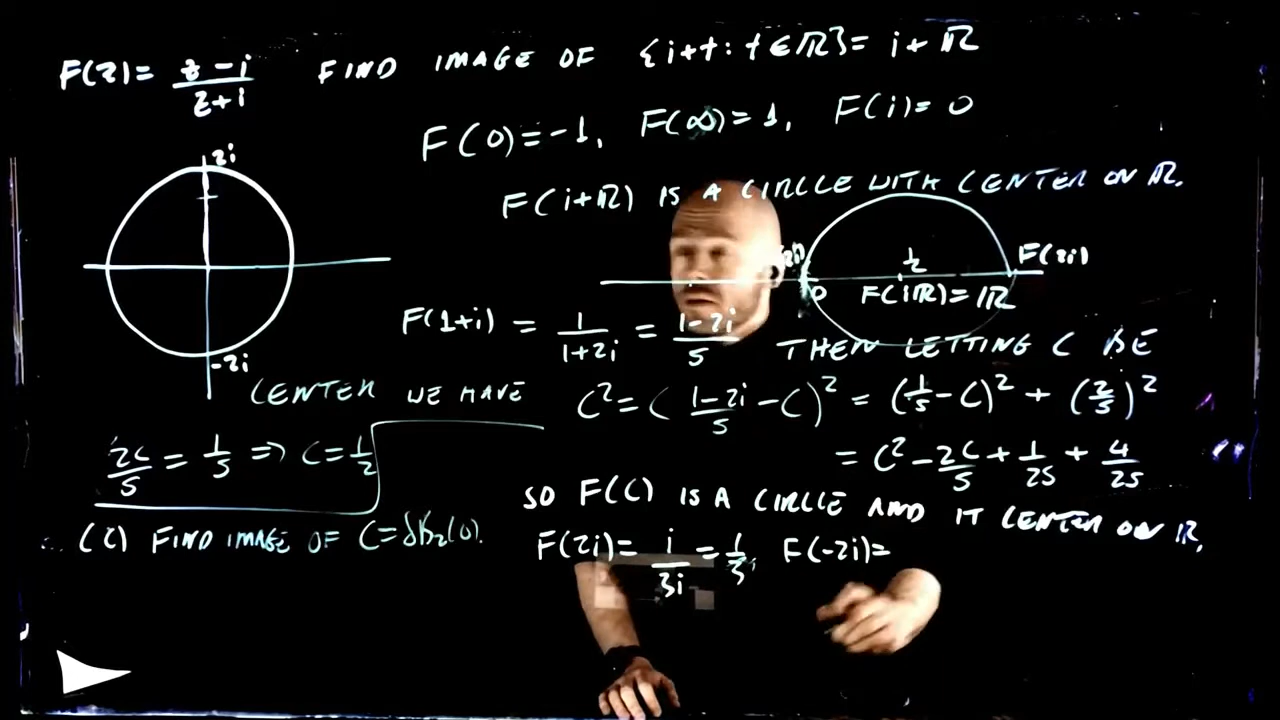 F(z) = z-i / z+i FIND IMAGE OF {i+t : t∈ℝ} = i+ℝ
F(0) = -1, F(∞) = 1, F(i) = 0
2i
F(i+ℝ) IS A CIRCLE WITH CENTER ON ℝ.
1/2 F(2i)
0 F(iℝ) = ℝ
F(1+i) = 1 / 1+2i = 1-2i / 5 THEN LETTING C BE
-2i
CENTER WE HAVE C² = ( 1-2i / 5 - C )² = (1/5 - C)² + (2/5)²
= C² - 2C/5 + 1/25 + 4/25
2C/5 = 1/5 => C = 1/2
SO F(C) IS A CIRCLE AND IT CENTER ON ℝ,
(2) FIND IMAGE OF C = ∂B₂(0).
F(2i) = i / 3i = 1/3, F(-2i) =